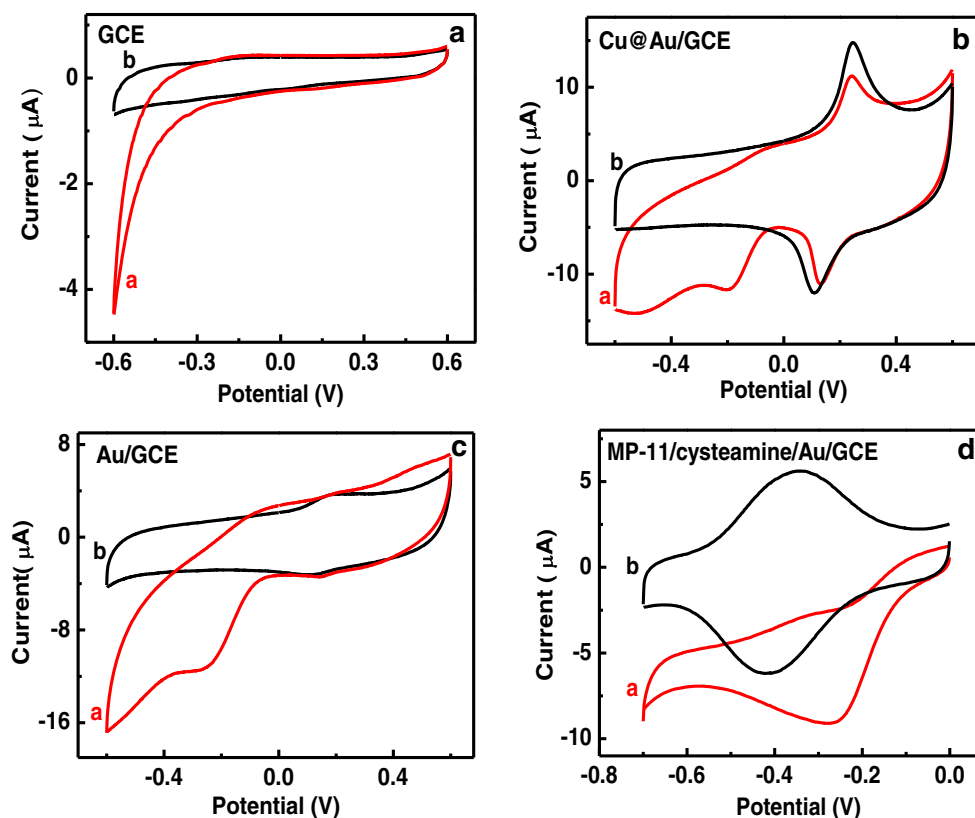 GCE
a
b
a
0
-2
-4
Current ( μA)
-0.6
-0.3
0.0
0.3
0.6
Potential (V)
Cu@Au/GCE
b
b
a
10
5
0
-5
-10
Current ( μA)
-0.4
0.0
0.4
Potential (V)
Au/GCE
c
b
a
8
0
-8
-16
Current( μA)
-0.4
0.0
0.4
Potential (V)
MP-11/cysteamine/Au/GCE
d
b
a
5
0
-5
-10
Current ( μA)
-0.8
-0.6
-0.4
-0.2
0.0
Potential (V)